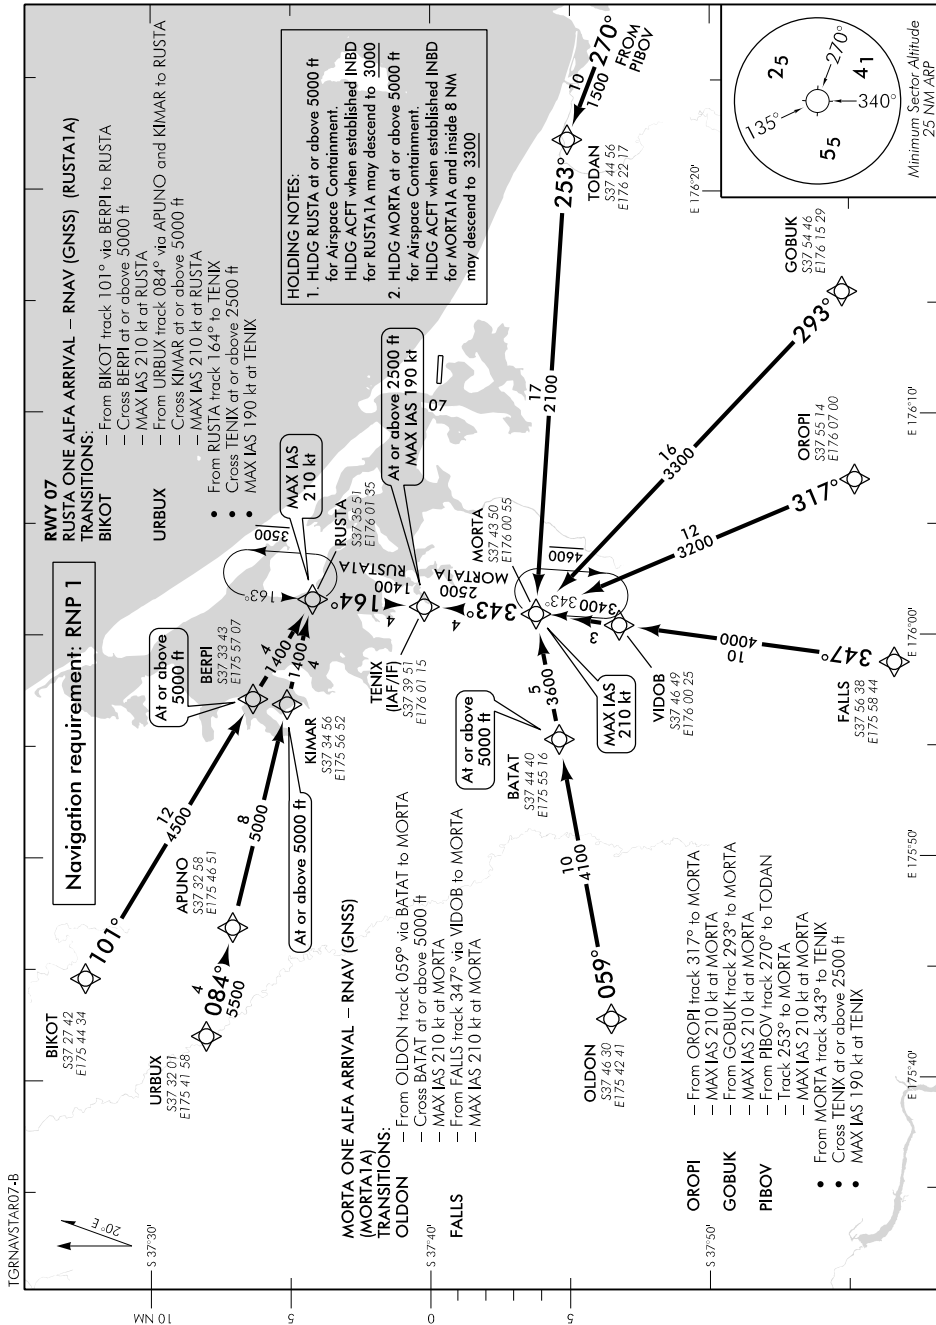 TGRNAVSTAR07-B
20°E
Navigation requirement: RNP 1
RWY 07
RUSTA ONE ALFA ARRIVAL – RNAV (GNSS) (RUSTA1A)
TRANSITIONS:
BIKOT – From BIKOT track 101° via BERPI to RUSTA
– Cross BERPI at or above 5000 ft
– MAX IAS 210 kt at RUSTA
URBUX – From URBUX track 084° via APUNO and KIMAR to RUSTA
– Cross KIMAR at or above 5000 ft
– MAX IAS 210 kt at RUSTA
• From RUSTA track 164° to TENIX
• Cross TENIX at or above 2500 ft
• MAX IAS 190 kt at TENIX
HOLDING NOTES:
1. HLDG RUSTA at or above 5000 ft
for Airspace Containment.
HLDG ACFT when established INBD
for RUSTA1A may descend to 3000
2. HLDG MORTA at or above 5000 ft
for Airspace Containment.
HLDG ACFT when established INBD
for MORTA1A and inside 8 NM
may descend to 3300
BIKOT
S37 27 42
E175 44 34
101°
12
4500
URBUX
S37 32 01
E175 41 58
084°
4
5500
APUNO
S37 32 58
E175 46 51
8
5000
At or above
5000 ft
BERPI
S37 33 43
E175 57 07
4
1400
1400
4
KIMAR
S37 34 56
E175 56 52
At or above 5000 ft
163°
3500
MAX IAS
210 kt
RUSTA
S37 35 51
E176 01 35
164°
RUSTA1A
1400
4
TENIX
(IAF/IF)
S37 39 51
E176 01 15
At or above 2500 ft
MAX IAS 190 kt
07
MORTA1A
2500
4
343°
MORTA
S37 43 50
E176 00 55
4600
343°
3400
3
MAX IAS
210 kt
VIDOB
S37 46 49
E176 00 25
10
4000
347°
FALLS
S37 56 38
E175 58 44
At or above
5000 ft
BATAT
S37 44 40
E175 55 16
5
3600
10
4100
059°
OLDON
S37 46 30
E175 42 41
270°
FROM
PIBOV
10
1500
TODAN
S37 44 56
E176 22 17
253°
17
2100
GOBUK
S37 54 46
E176 15 29
293°
16
3300
OROPI
S37 55 14
E176 07 00
317°
12
3200
MORTA ONE ALFA ARRIVAL – RNAV (GNSS)
(MORTA1A)
TRANSITIONS:
OLDON – From OLDON track 059° via BATAT to MORTA
– Cross BATAT at or above 5000 ft
– MAX IAS 210 kt at MORTA
FALLS – From FALLS track 347° via VIDOB to MORTA
– MAX IAS 210 kt at MORTA
OROPI – From OROPI track 317° to MORTA
– MAX IAS 210 kt at MORTA
GOBUK – From GOBUK track 293° to MORTA
– MAX IAS 210 kt at MORTA
PIBOV – From PIBOV track 270° to TODAN
– Track 253° to MORTA
– MAX IAS 210 kt at MORTA
• From MORTA track 343° to TENIX
• Cross TENIX at or above 2500 ft
• MAX IAS 190 kt at TENIX
135°
25
270°
41
340°
55
Minimum Sector Altitude
25 NM ARP
S 37°30'
S 37°40'
S 37°50'
10 NM
5
0
5
E 175°40'
E 175°50'
E 176°00'
E 176°10'
E 176°20'